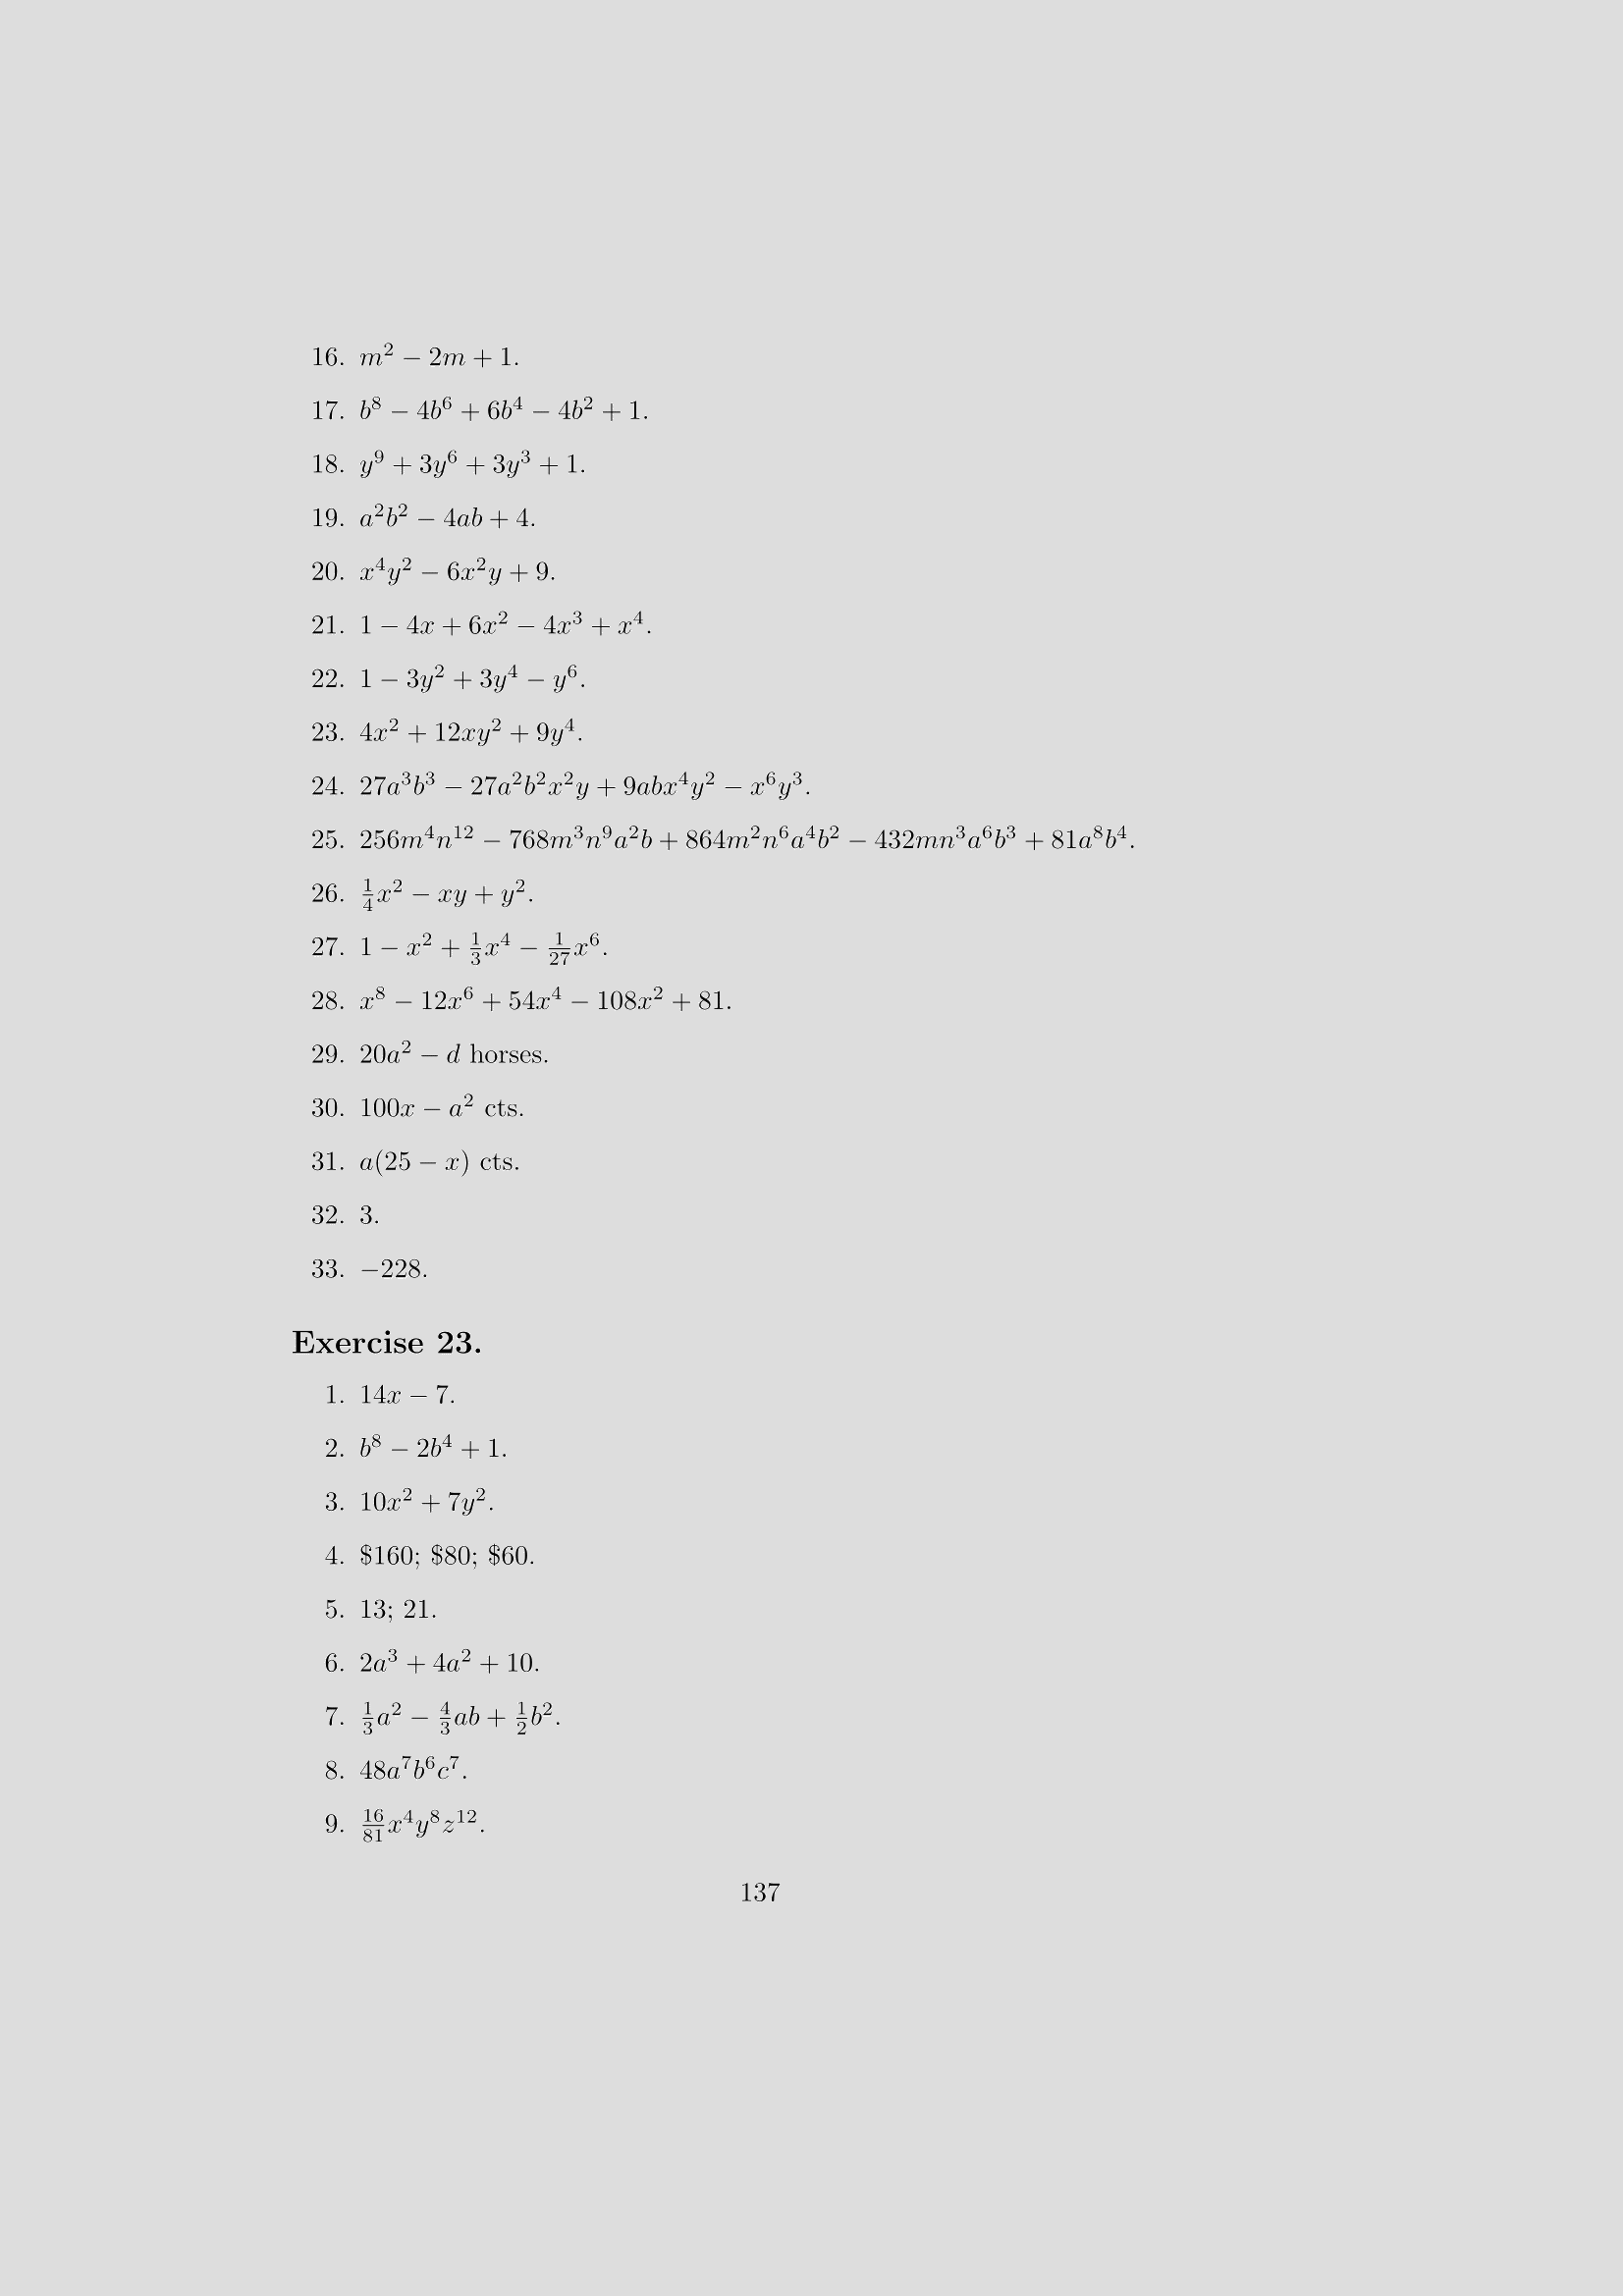 16. $m^2 - 2m + 1$.
17. $b^8 - 4b^6 + 6b^4 - 4b^2 + 1$.
18. $y^9 + 3y^6 + 3y^3 + 1$.
19. $a^2b^2 - 4ab + 4$.
20. $x^4y^2 - 6x^2y + 9$.
21. $1 - 4x + 6x^2 - 4x^3 + x^4$.
22. $1 - 3y^2 + 3y^4 - y^6$.
23. $4x^2 + 12xy^2 + 9y^4$.
24. $27a^3b^3 - 27a^2b^2x^2y + 9abx^4y^2 - x^6y^3$.
25. $256m^4n^{12} - 768m^3n^9a^2b + 864m^2n^6a^4b^2 - 432mn^3a^6b^3 + 81a^8b^4$.
26. $\frac{1}{4}x^2 - xy + y^2$.
27. $1 - x^2 + \frac{1}{3}x^4 - \frac{1}{27}x^6$.
28. $x^8 - 12x^6 + 54x^4 - 108x^2 + 81$.
29. $20a^2 - d$ horses.
30. $100x - a^2$ cts.
31. $a(25 - x)$ cts.
32. 3.
33. $-228$.
Exercise 23.
1. $14x - 7$.
2. $b^8 - 2b^4 + 1$.
3. $10x^2 + 7y^2$.
4. $160; $80; $60.
5. 13; 21.
6. $2a^3 + 4a^2 + 10$.
7. $\frac{1}{3}a^2 - \frac{4}{3}ab + \frac{1}{2}b^2$.
8. $48a^7b^6c^7$.
9. $\frac{16}{81}x^4y^8z^{12}$.
137